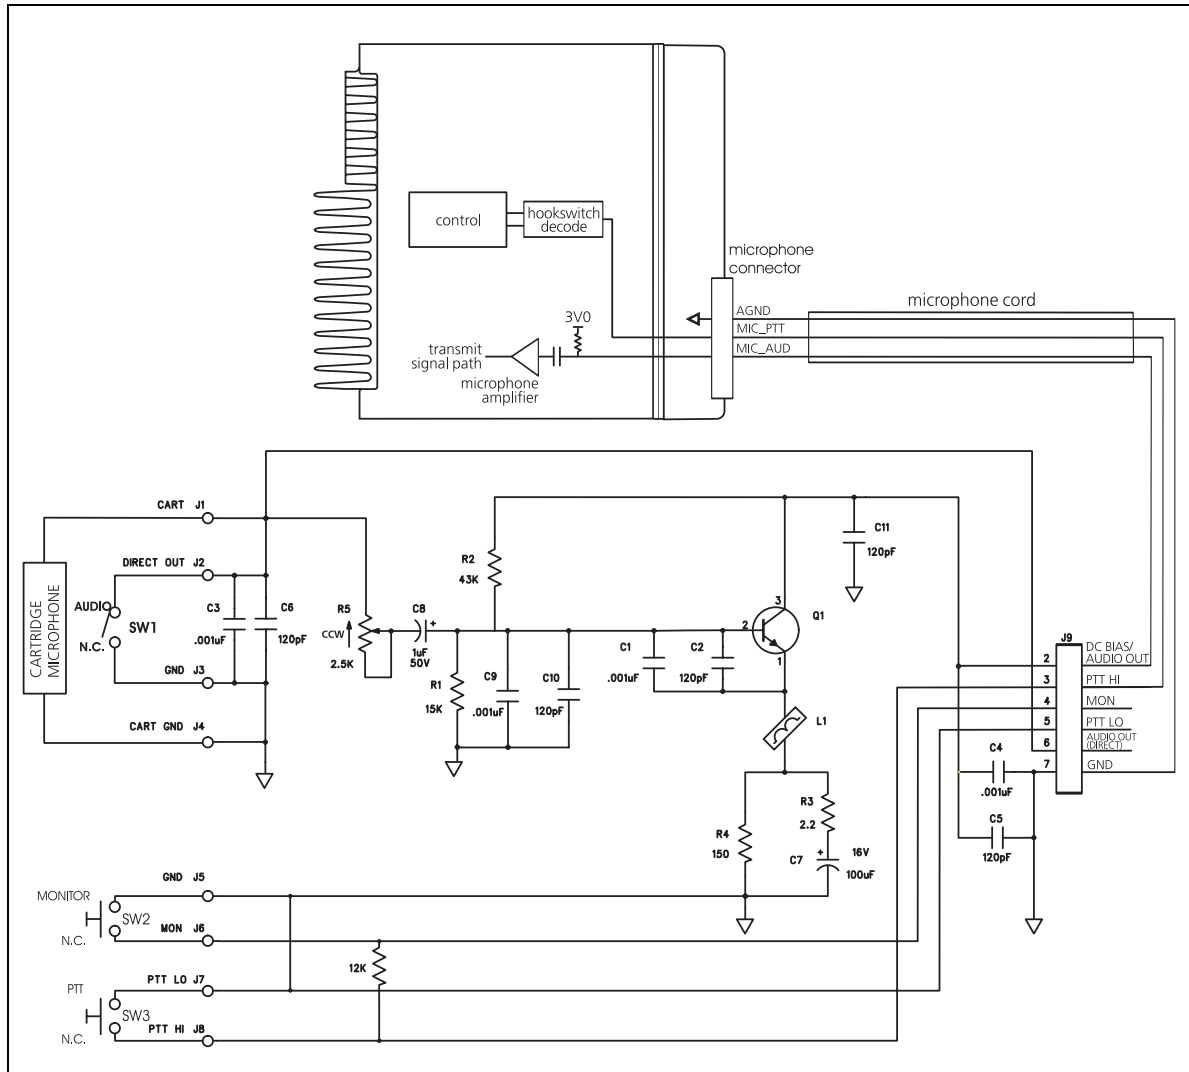 control
hookswitch
decode
microphone
connector
microphone cord
AGND
MIC_PTT
MIC_AUD
3V0
transmit
signal path
microphone
amplifier
CART J1
DIRECT OUT J2
GND J3
CART GND J4
CARTRIDGE
MICROPHONE
AUDIO
N.C.
SW1
C3
.001uF
C6
120pF
R5
CCW
2.5K
C8
+
1uF
50V
R2
43K
R1
15K
C9
.001uF
C10
120pF
C1
.001uF
C2
120pF
3
2
1
Q1
C11
120pF
L1
R3
2.2
R4
150
C7
+
16V
100uF
J9
2
DC BIAS/
AUDIO OUT
3
PTT HI
4
MON
5
PTT LO
6
AUDIO OUT
(DIRECT)
7
GND
C4
.001uF
C5
120pF
GND J5
MONITOR
SW2
N.C.
MON J6
12K
PTT LO J7
PTT
SW3
N.C.
PTT HI J8